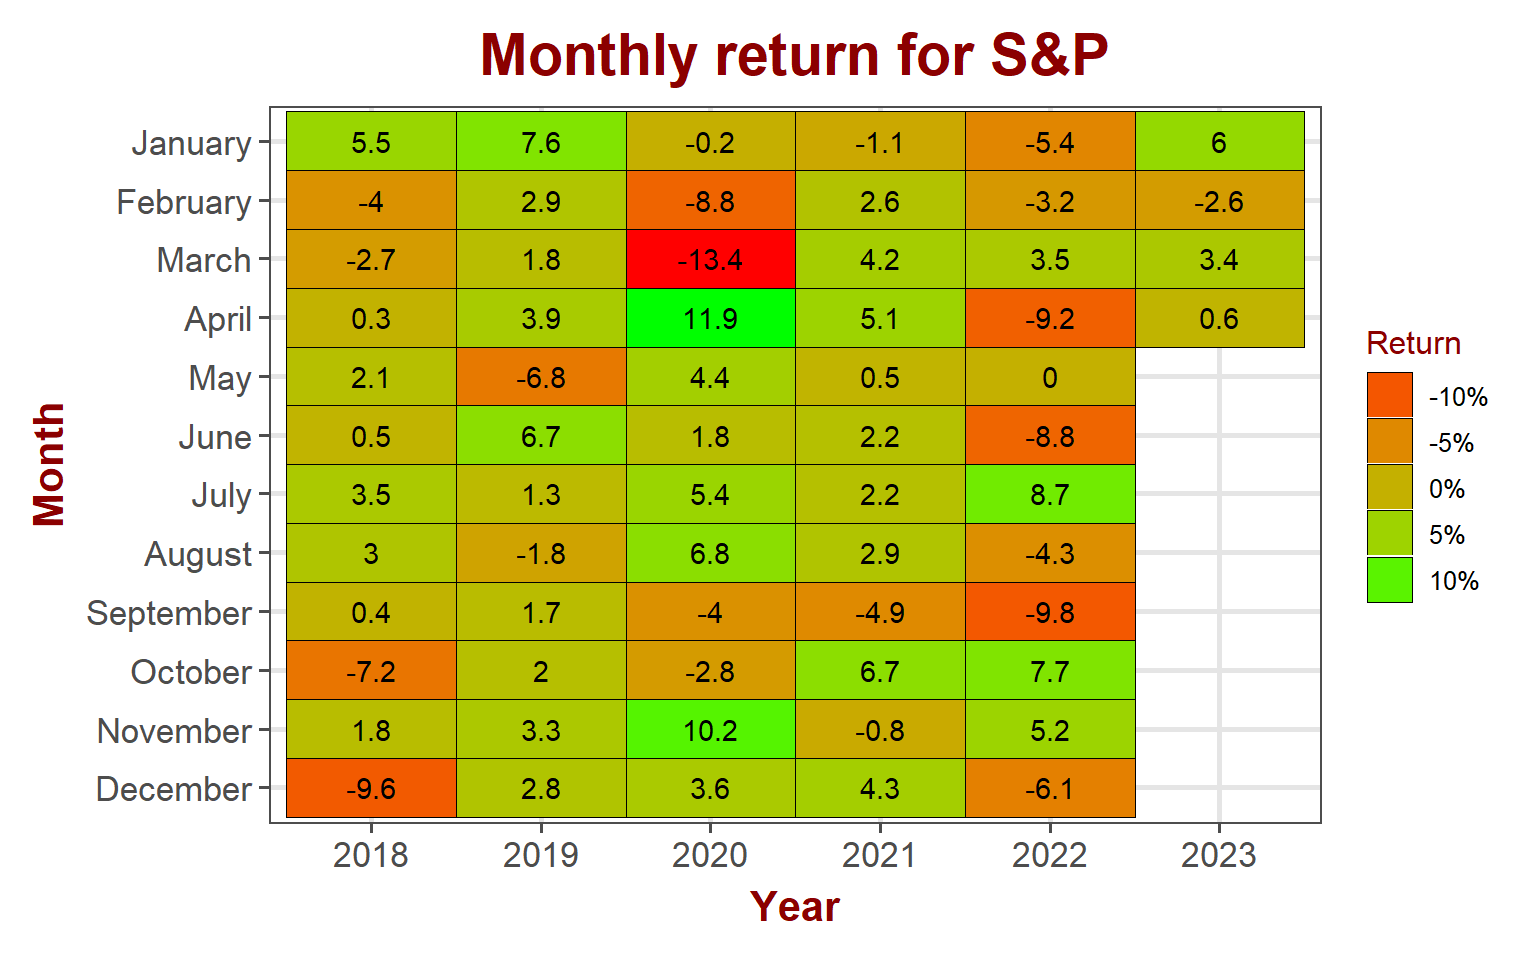 Monthly return for S&P
January 5.5 7.6 -0.2 -1.1 -5.4 6
February -4 2.9 -8.8 2.6 -3.2 -2.6
March -2.7 1.8 -13.4 4.2 3.5 3.4
April 0.3 3.9 11.9 5.1 -9.2 0.6
May 2.1 -6.8 4.4 0.5 0
June 0.5 6.7 1.8 2.2 -8.8
July 3.5 1.3 5.4 2.2 8.7
August 3 -1.8 6.8 2.9 -4.3
September 0.4 1.7 -4 -4.9 -9.8
October -7.2 2 -2.8 6.7 7.7
November 1.8 3.3 10.2 -0.8 5.2
December -9.6 2.8 3.6 4.3 -6.1
2018 2019 2020 2021 2022 2023
Year
Month
Return
-10%
-5%
0%
5%
10%